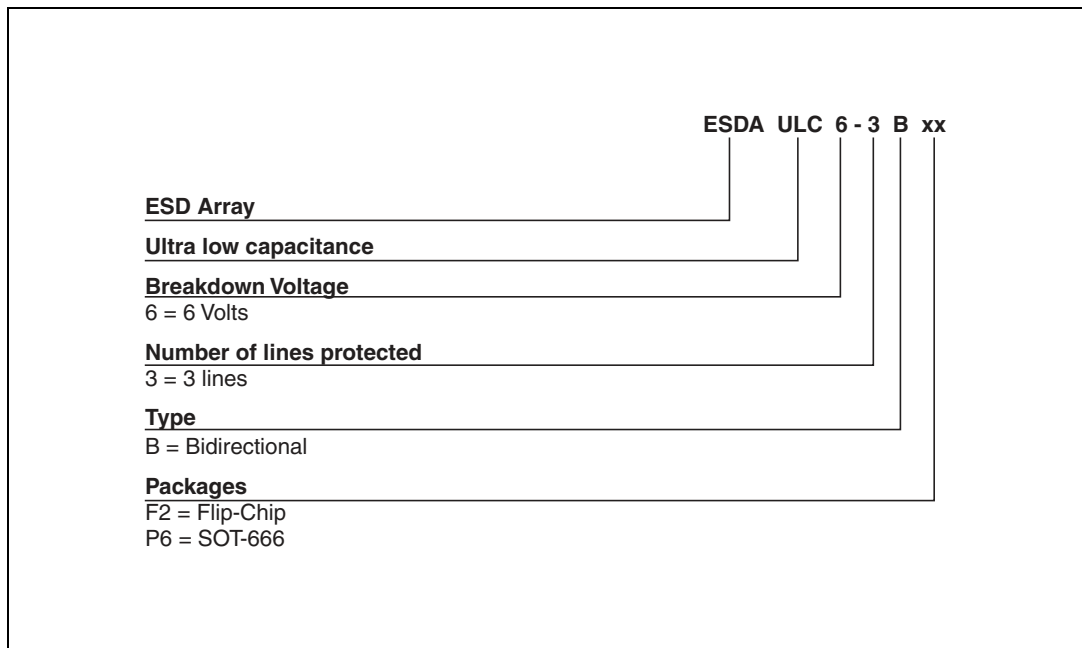 ESDA ULC 6 - 3 B xx
ESD Array
Ultra low capacitance
Breakdown Voltage
6 = 6 Volts
Number of lines protected
3 = 3 lines
Type
B = Bidirectional
Packages
F2 = Flip-Chip
P6 = SOT-666